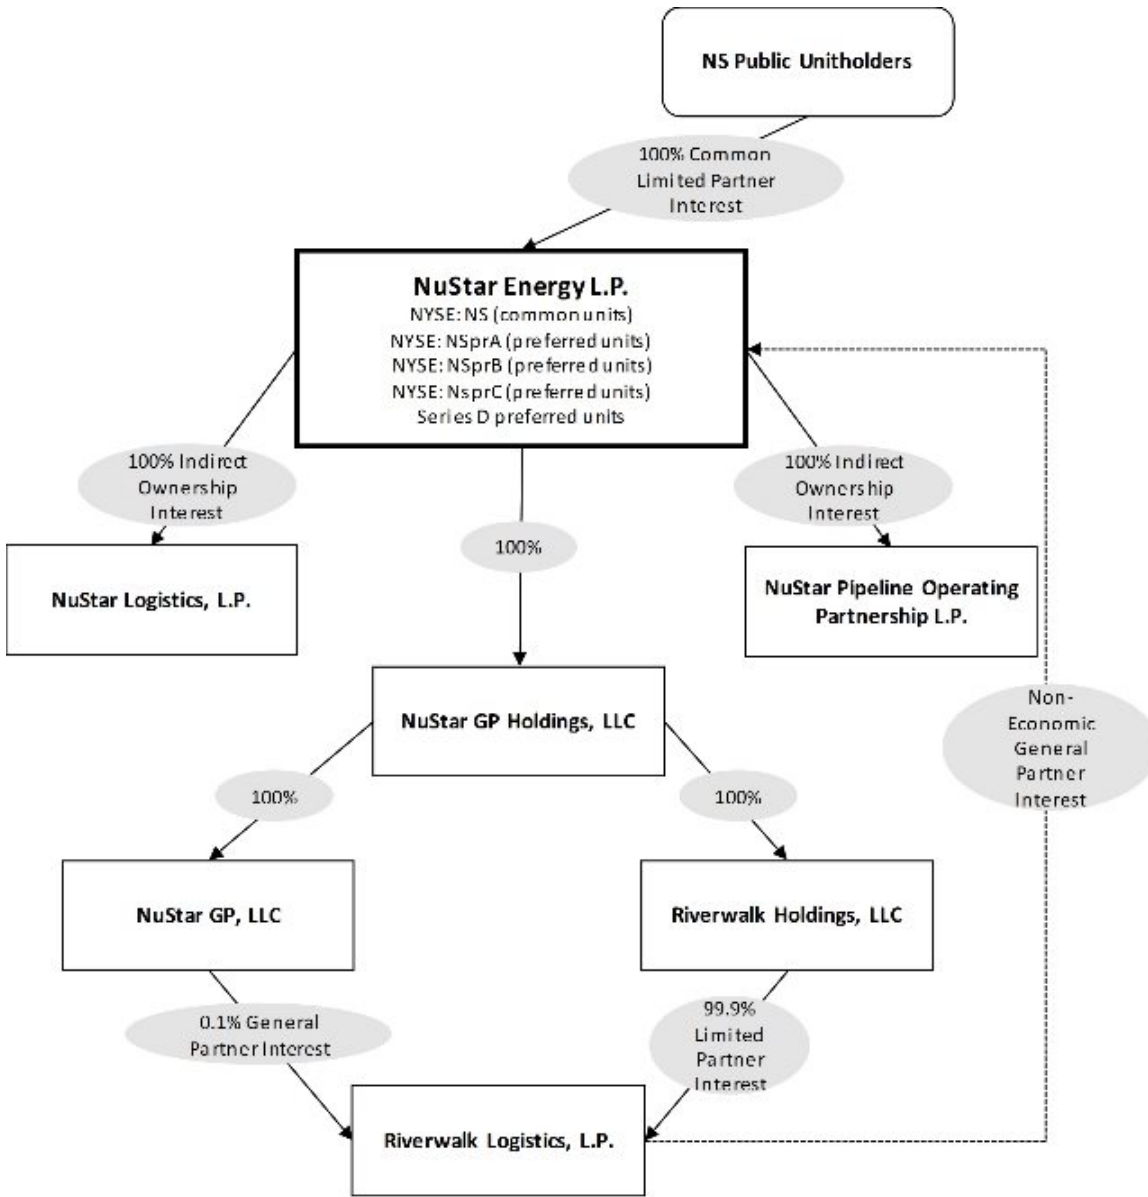 NS Public Unitholders
100% Common
Limited Partner
Interest
NuStar Energy L.P.
NYSE: NS (common units)
NYSE: NSprA (preferred units)
NYSE: NSprB (preferred units)
NYSE: NsprC (preferred units)
Series D preferred units
100% Indirect
Ownership
Interest
100%
100% Indirect
Ownership
Interest
NuStar Logistics, L.P.
NuStar Pipeline Operating
Partnership L.P.
NuStar GP Holdings, LLC
Non-
Economic
General
Partner
Interest
100%
100%
NuStar GP, LLC
Riverwalk Holdings, LLC
0.1% General
Partner Interest
99.9%
Limited
Partner
Interest
Riverwalk Logistics, L.P.